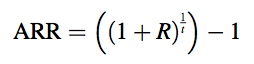 ARR = ((1 + R)^{1/t}) − 1